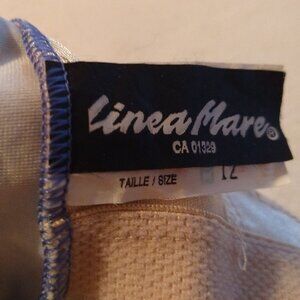 Linea Mare®
CA 01329
TAILLE / SIZE 12